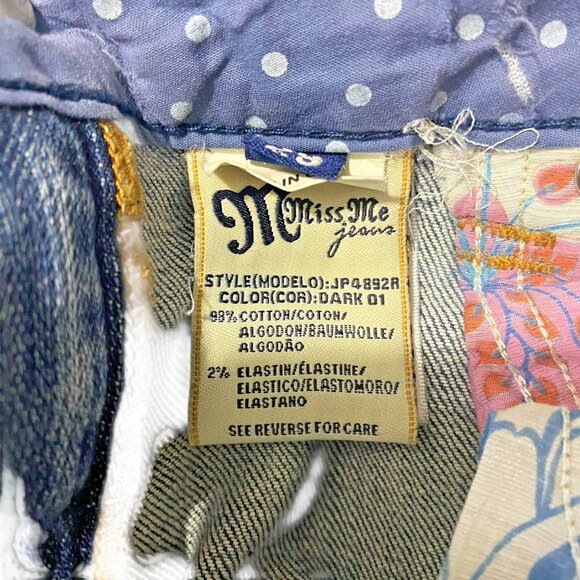 IN
M Miss Me
jeans
STYLE(MODELO):JP4892R
COLOR(COR):DARK 01
98% COTTON/COTON/
ALGODON/BAUMWOLLE/
ALGODÃO
2% ELASTIN/ÉLASTINE/
ELASTICO/ELASTOMORO/
ELASTANO
SEE REVERSE FOR CARE